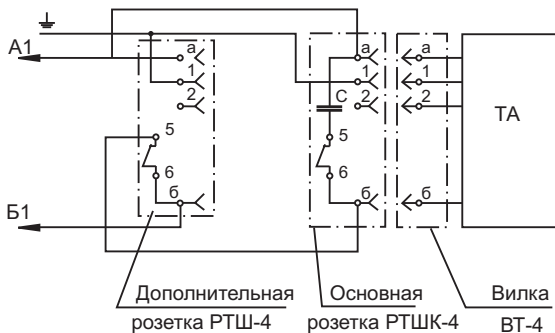 А1
а
1
2
5
6
б
Б1
а
1
С
2
5
6
б
а
1
2
б
ТА
Дополнительная
розетка РТШ-4
Основная
розетка РТШК-4
Вилка
ВТ-4